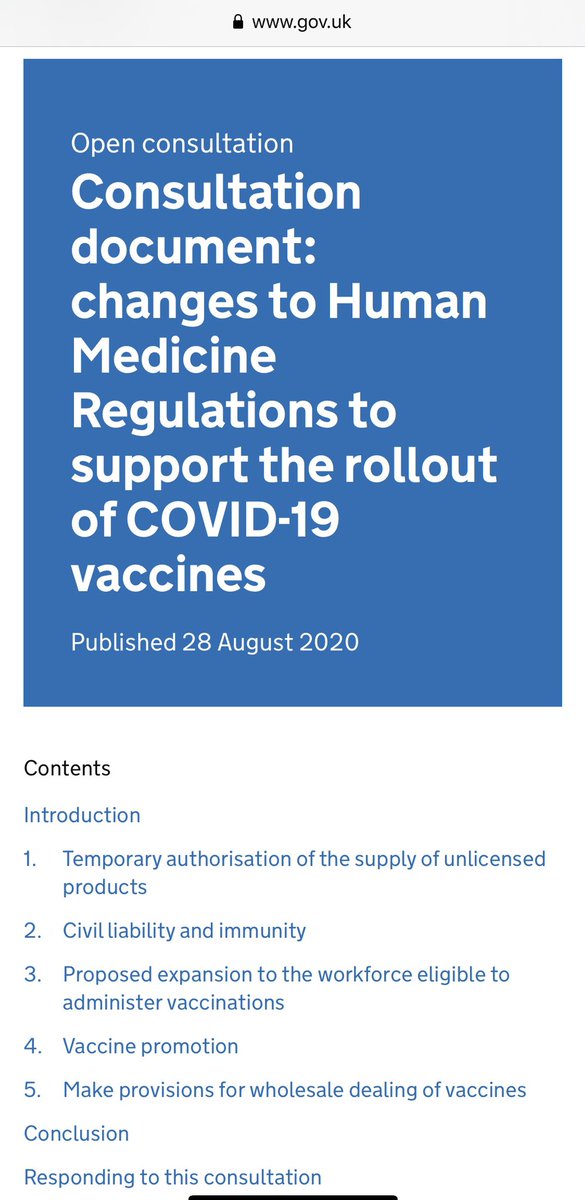 www.gov.uk
Open consultation
Consultation
document:
changes to Human
Medicine
Regulations to
support the rollout
of COVID-19
vaccines
Published 28 August 2020
Contents
Introduction
1. Temporary authorisation of the supply of unlicensed
products
2. Civil liability and immunity
3. Proposed expansion to the workforce eligible to
administer vaccinations
4. Vaccine promotion
5. Make provisions for wholesale dealing of vaccines
Conclusion
Responding to this consultation